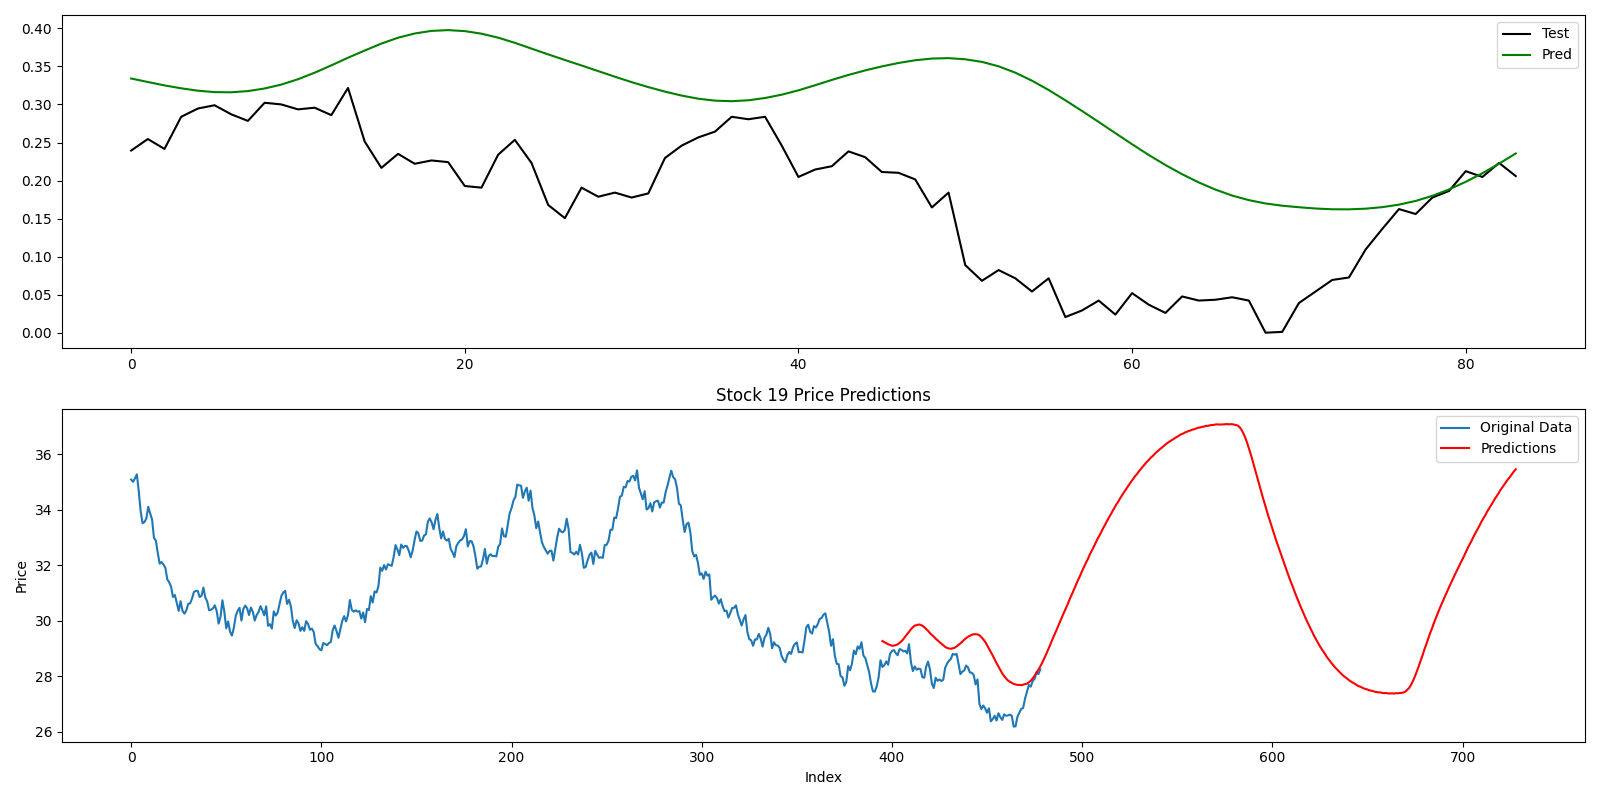 0.40
0.35
0.30
0.25
0.20
0.15
0.10
0.05
0.00
0 20 40 60 80
Test
Pred
Stock 19 Price Predictions
Price
36
34
32
30
28
26
0 100 200 300 400 500 600 700
Index
Original Data
Predictions